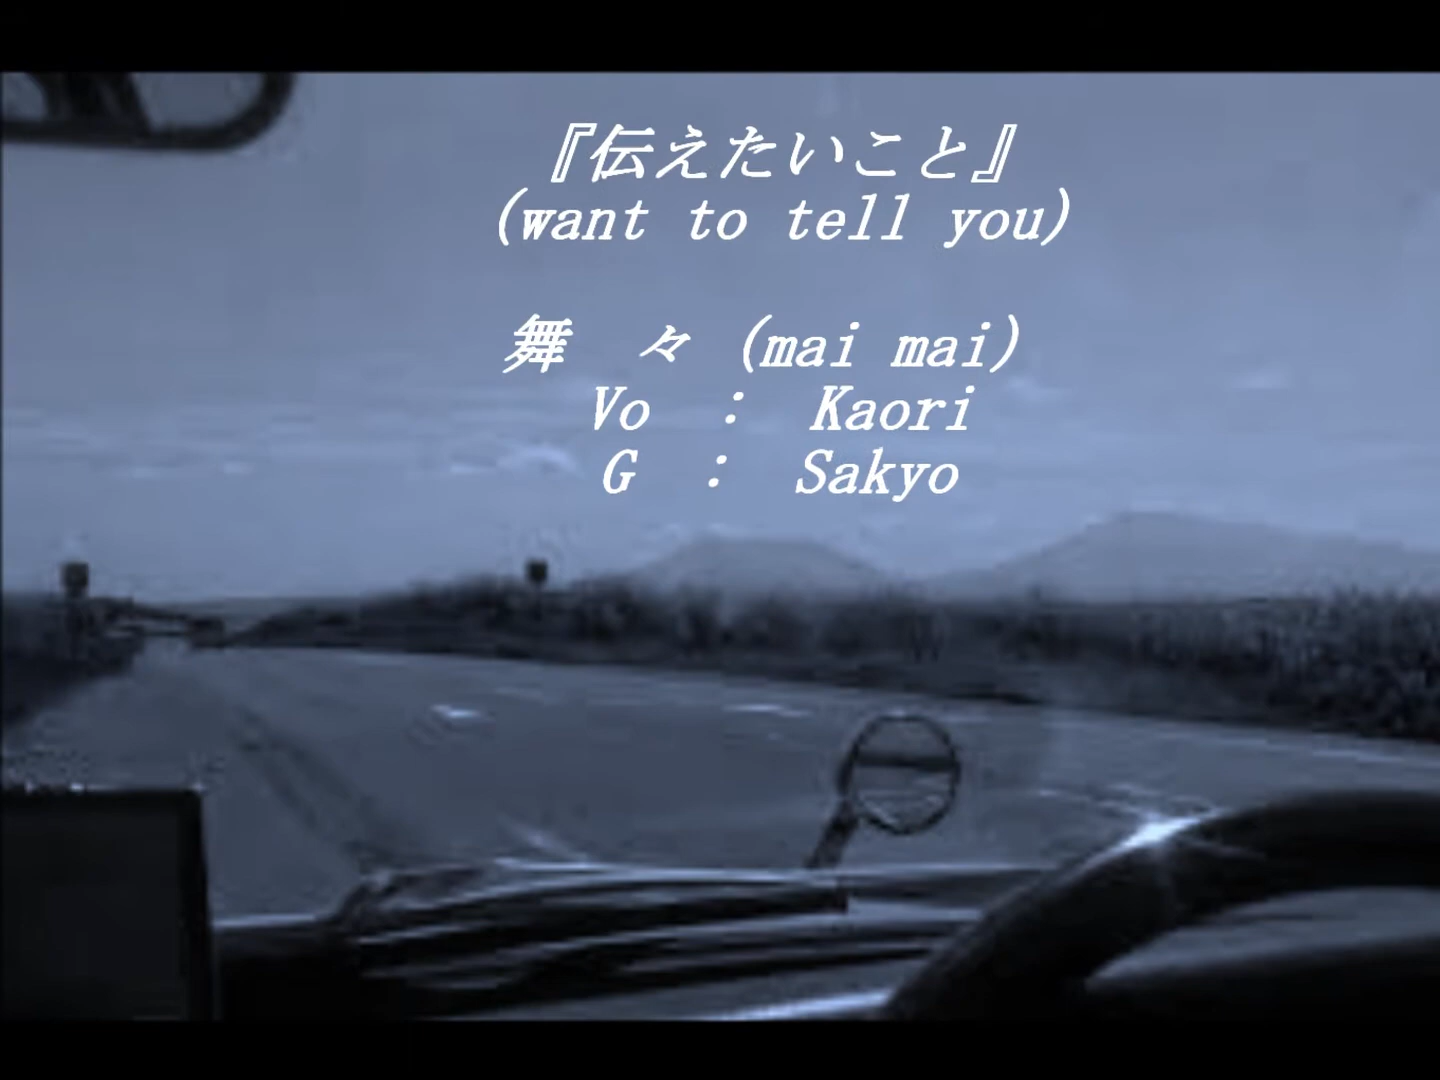 『伝えたいこと』
(want to tell you)
舞　々 (mai mai)
Vo　：　Kaori
G　：　Sakyo